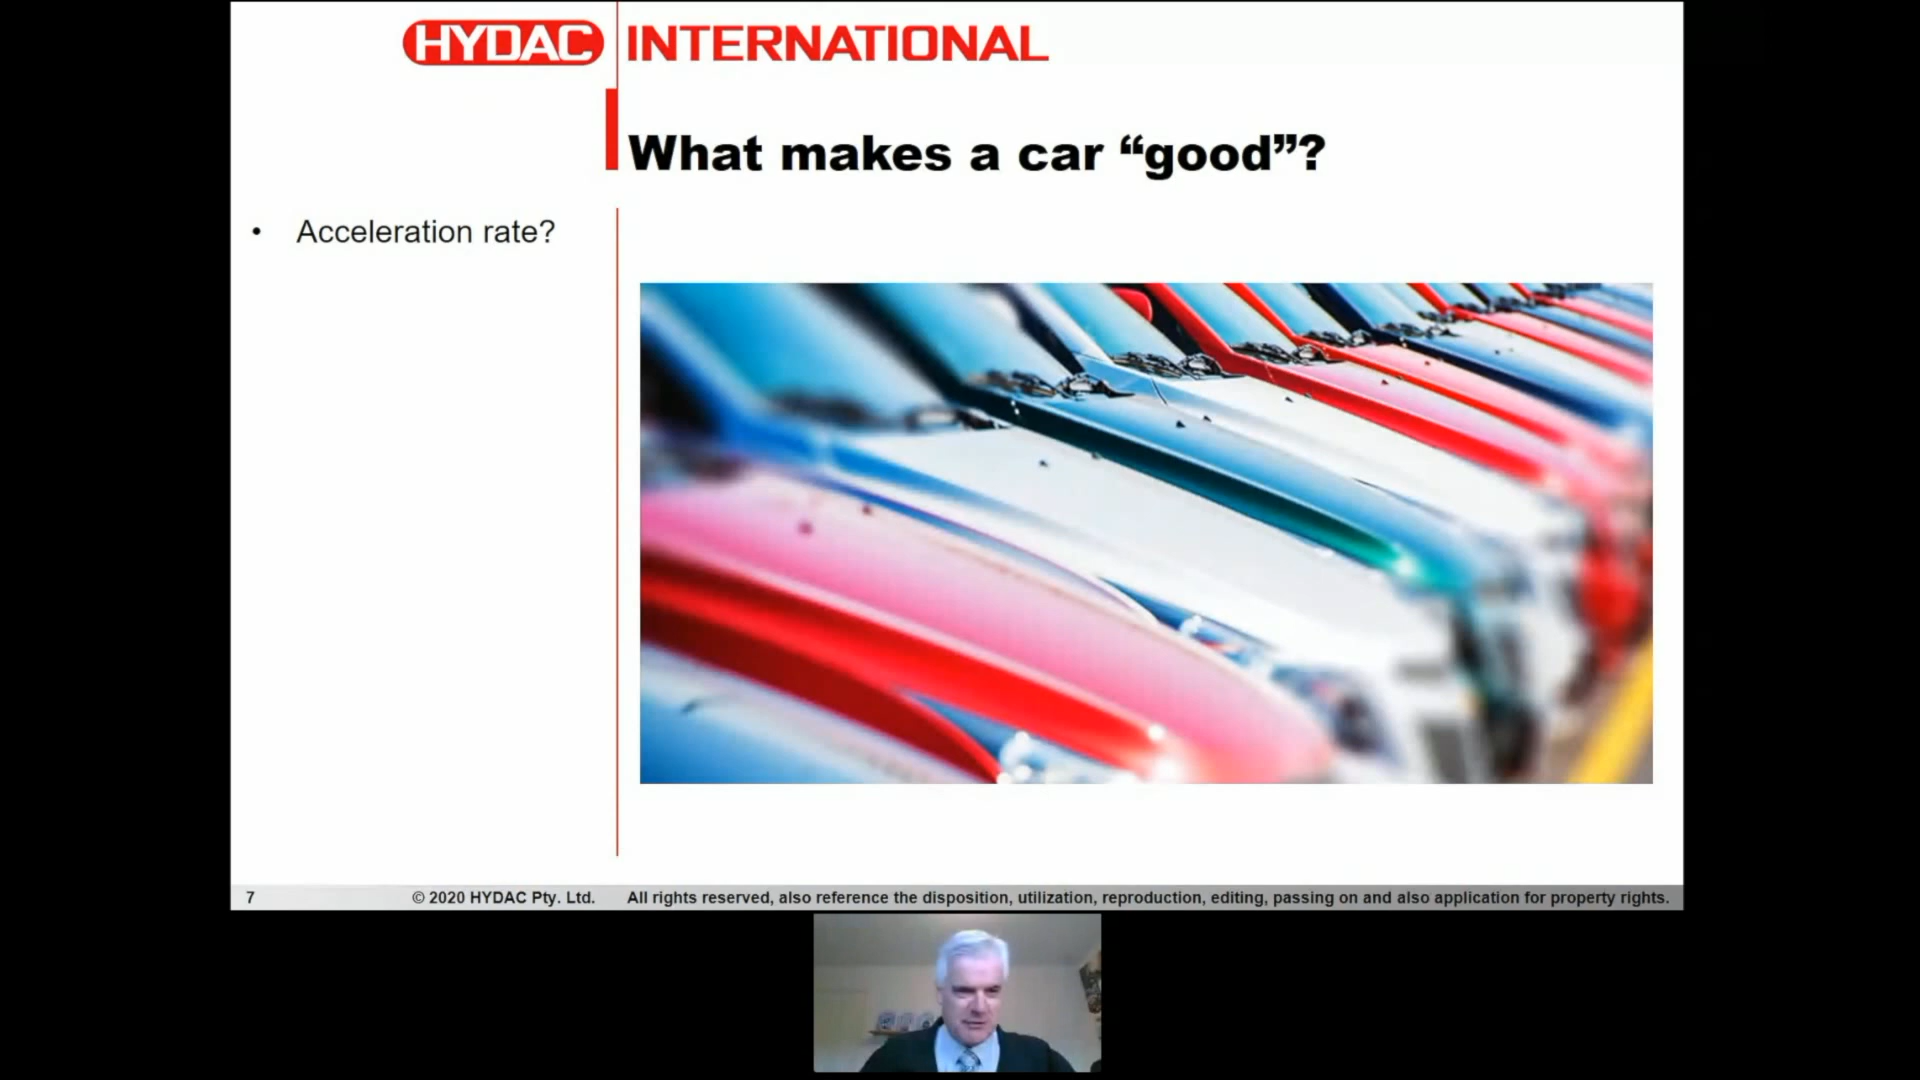 HYDAC INTERNATIONAL
What makes a car “good”?
• Acceleration rate?
7 © 2020 HYDAC Pty. Ltd. All rights reserved, also reference the disposition, utilization, reproduction, editing, passing on and also application for property rights.